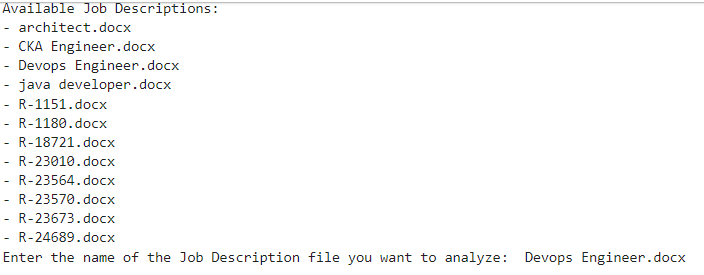 Available Job Descriptions:
- architect.docx
- CKA Engineer.docx
- Devops Engineer.docx
- java developer.docx
- R-1151.docx
- R-1180.docx
- R-18721.docx
- R-23010.docx
- R-23564.docx
- R-23570.docx
- R-23673.docx
- R-24689.docx
Enter the name of the Job Description file you want to analyze:  Devops Engineer.docx